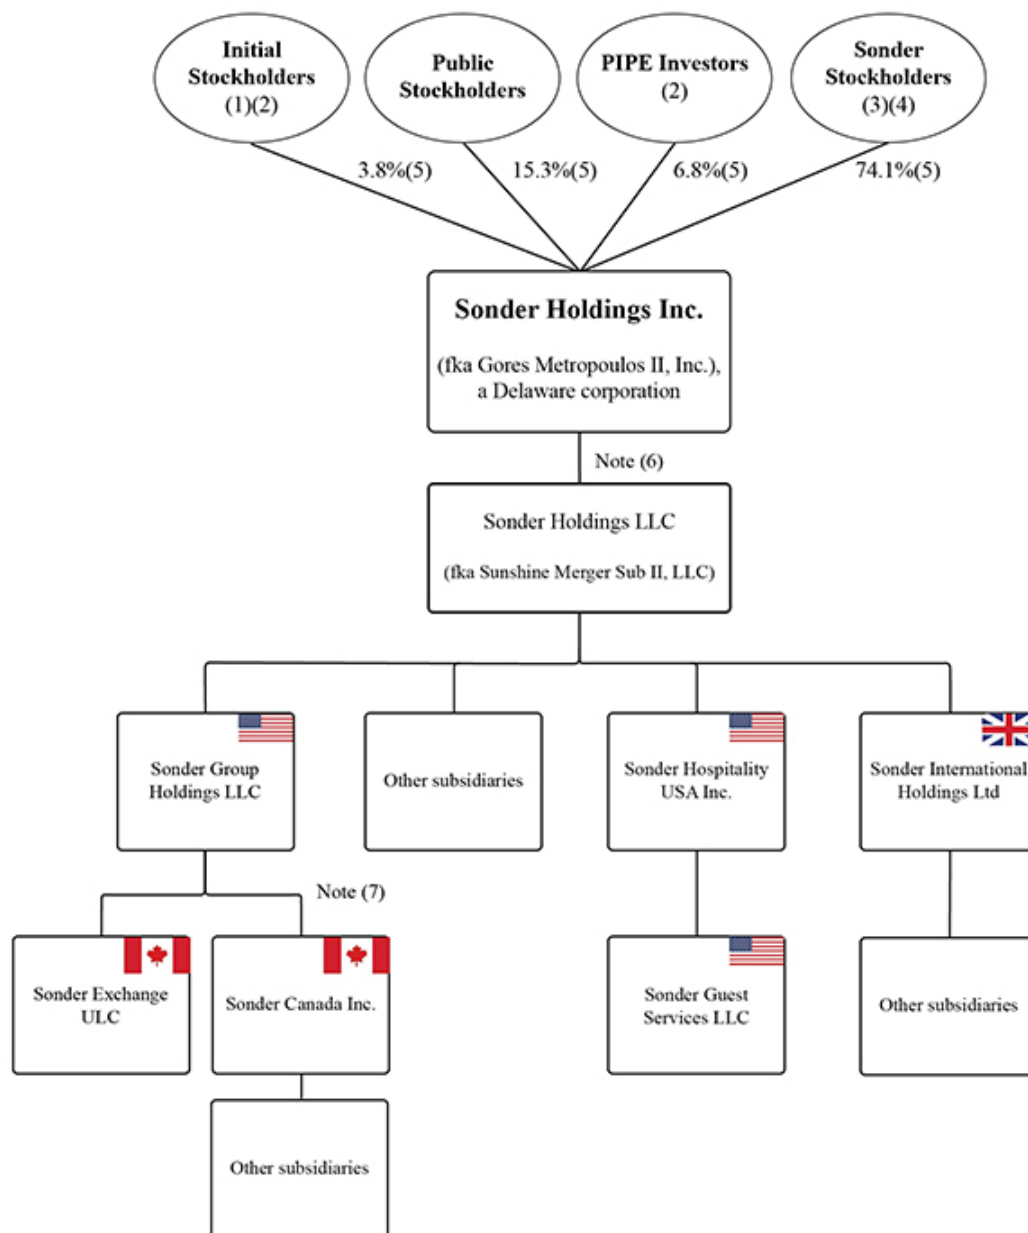 Initial
Stockholders
(1)(2)
Public
Stockholders
PIPE Investors
(2)
Sonder
Stockholders
(3)(4)
3.8%(5)
15.3%(5)
6.8%(5)
74.1%(5)
Sonder Holdings Inc.
(fka Gores Metropoulos II, Inc.),
a Delaware corporation
Note (6)
Sonder Holdings LLC
(fka Sunshine Merger Sub II, LLC)
Sonder Group
Holdings LLC
Other subsidiaries
Sonder Hospitality
USA Inc.
Sonder International
Holdings Ltd
Note (7)
Sonder Exchange
ULC
Sonder Canada Inc.
Sonder Guest
Services LLC
Other subsidiaries
Other subsidiaries